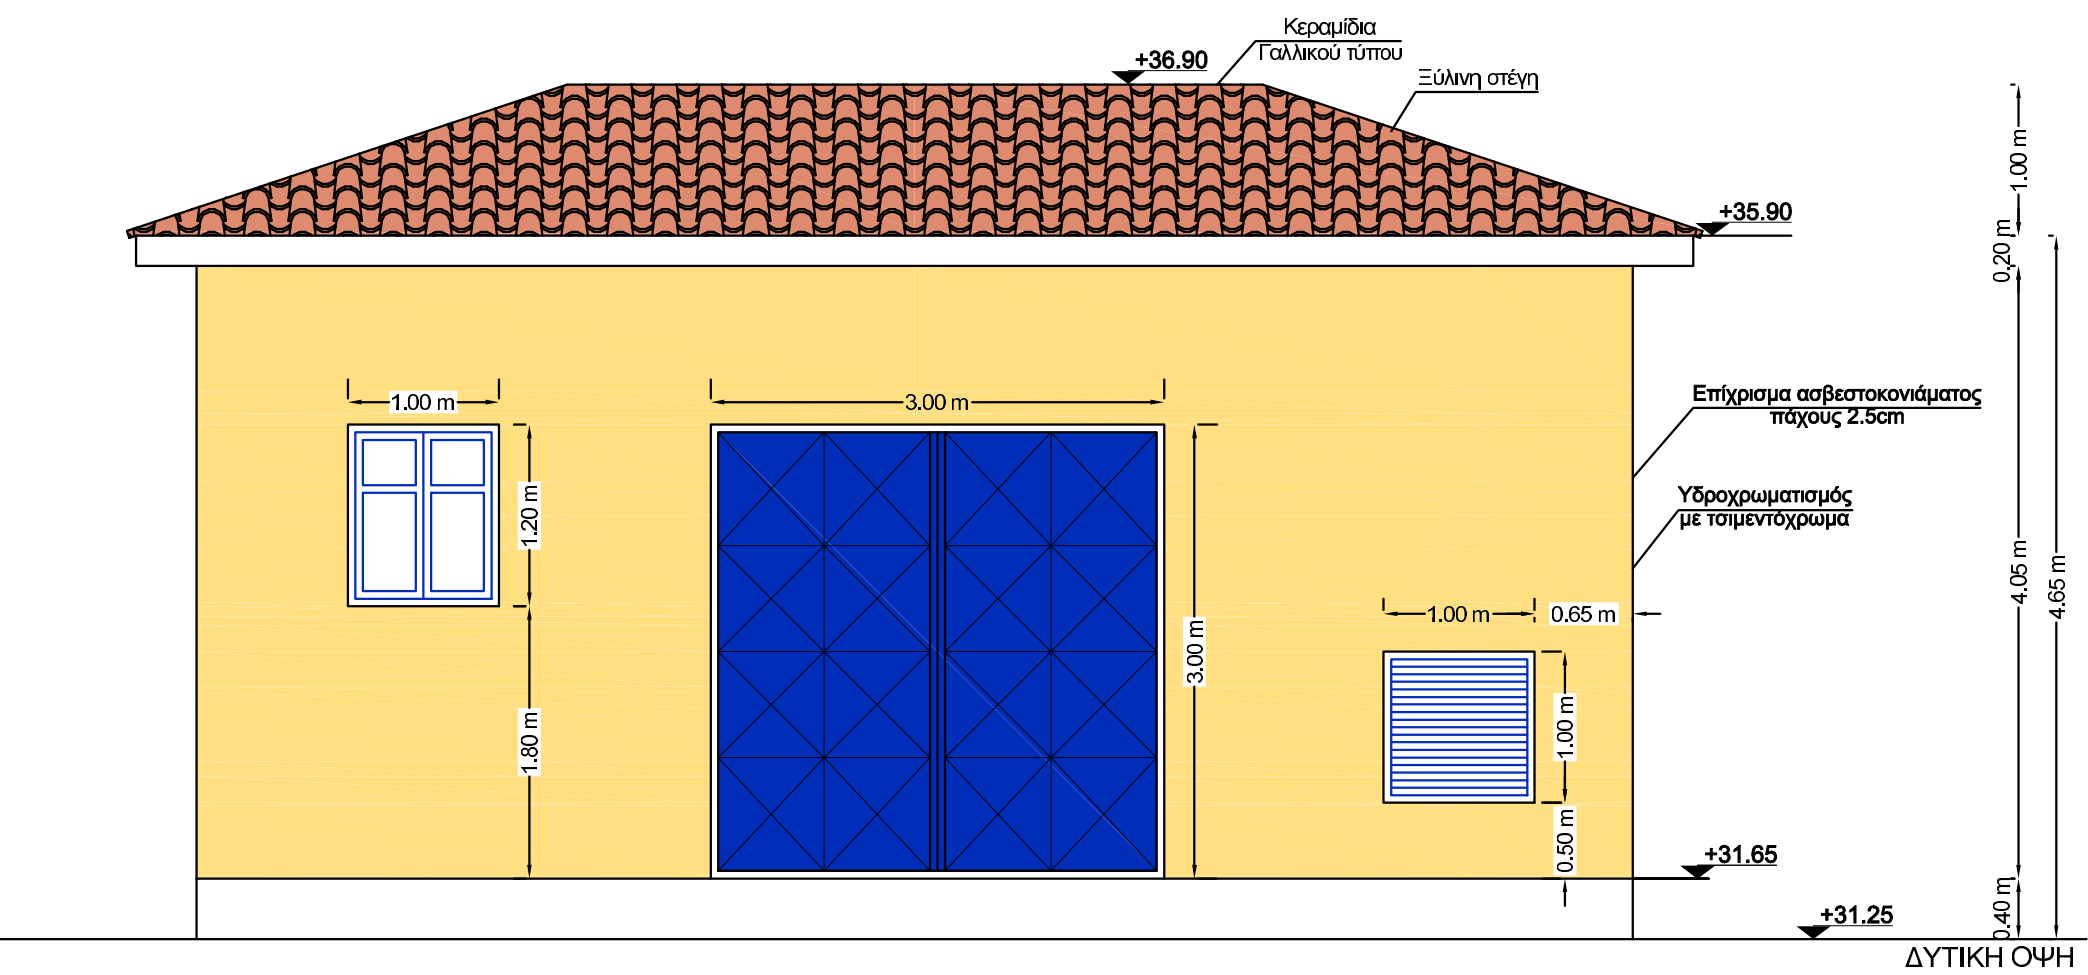 Κεραμίδια
Γαλλικού τύπου
+36.90
Ξύλινη στέγη
1.00 m
+35.90
0.20 m
1.00 m
3.00 m
Επίχρισμα ασβεστοκονιάματος
πάχους 2.5cm
1.20 m
Υδροχρωματισμός
με τσιμεντόχρωμα
4.05 m
4.65 m
1.00 m
0.65 m
3.00 m
1.80 m
1.00 m
0.50 m
+31.65
0.40 m
+31.25
ΔΥΤΙΚΗ ΟΨΗ